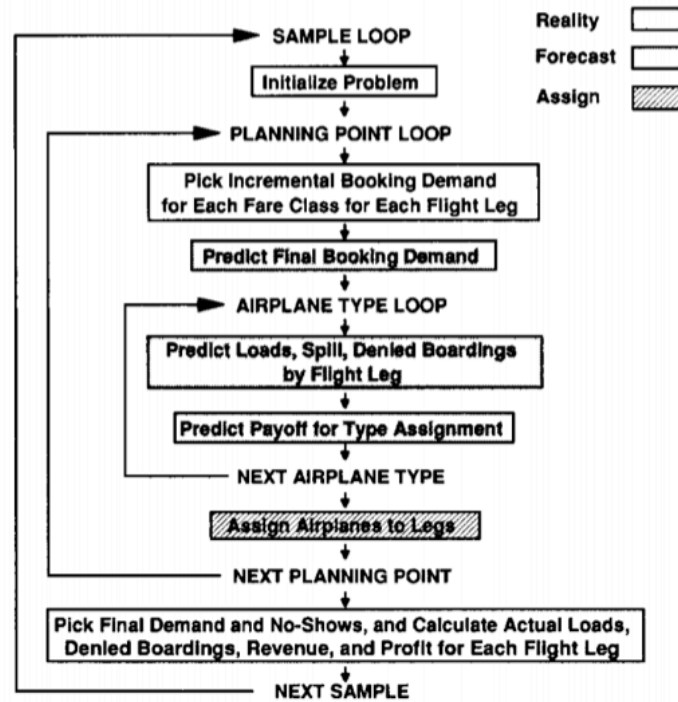 SAMPLE LOOP
Reality
Forecast
Assign
Initialize Problem
PLANNING POINT LOOP
Pick Incremental Booking Demand
for Each Fare Class for Each Flight Leg
Predict Final Booking Demand
AIRPLANE TYPE LOOP
Predict Loads, Spill, Denied Boardings
by Flight Leg
Predict Payoff for Type Assignment
NEXT AIRPLANE TYPE
Assign Airplanes to Legs
NEXT PLANNING POINT
Pick Final Demand and No-Shows, and Calculate Actual Loads,
Denied Boardings, Revenue, and Profit for Each Flight Leg
NEXT SAMPLE